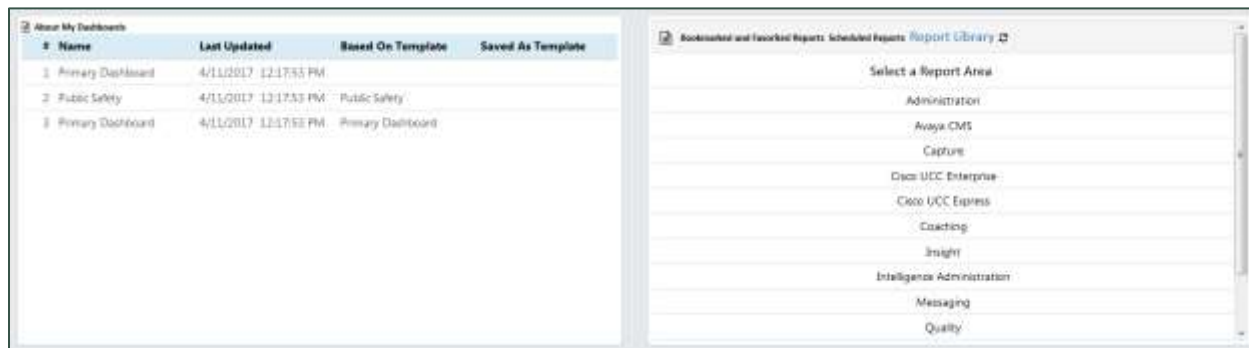 About My Dashboards
# Name Last Updated Based On Template Saved As Template
1 Primary Dashboard 4/11/2017 12:17:53 PM
2 Public Safety 4/11/2017 12:17:53 PM Public Safety
3 Primary Dashboard 4/11/2017 12:17:53 PM Primary Dashboard
Bookmarked and Favorited Reports Scheduled Reports Report Library
Select a Report Area
Administration
Avaya CMS
Capture
Cisco UCC Enterprise
Cisco UCC Express
Coaching
Insight
Intelligence Administration
Messaging
Quality